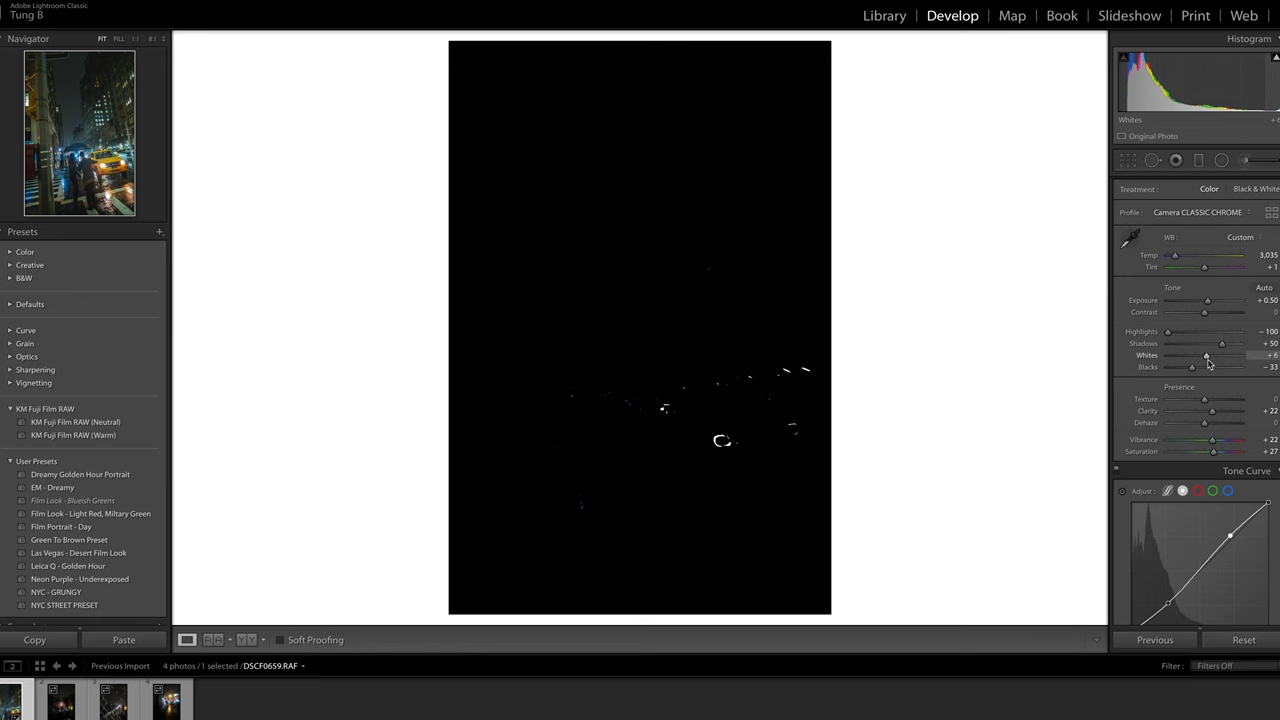 Adobe Lightroom Classic
Tung B
Library | Develop | Map | Book | Slideshow | Print | Web
Navigator FIT FILL 1:1 8:1
Histogram
Whites + 6
Original Photo
Treatment : Color Black & White
Profile : Camera CLASSIC CHROME
WB : Custom
Temp 3,035
Tint + 1
Tone Auto
Exposure + 0.50
Contrast 0
Highlights − 100
Shadows + 50
Whites + 6
Blacks − 33
Presence
Texture 0
Clarity + 22
Dehaze 0
Vibrance + 22
Saturation + 27
Tone Curve
Adjust :
Presets +
Color
Creative
B&W
Defaults
Curve
Grain
Optics
Sharpening
Vignetting
KM Fuji Film RAW
KM Fuji Film RAW (Neutral)
KM Fuji Film RAW (Warm)
User Presets
Dreamy Golden Hour Portrait
EM - Dreamy
Film Look - Blueish Greens
Film Look - Light Red, Miltary Green
Film Portrait - Day
Green To Brown Preset
Las Vegas - Desert Film Look
Leica Q - Golden Hour
Neon Purple - Underexposed
NYC - GRUNGY
NYC STREET PRESET
Copy Paste
Soft Proofing
Previous Reset
2 Previous Import 4 photos/1 selected/DSCF0659.RAF
Filter : Filters Off